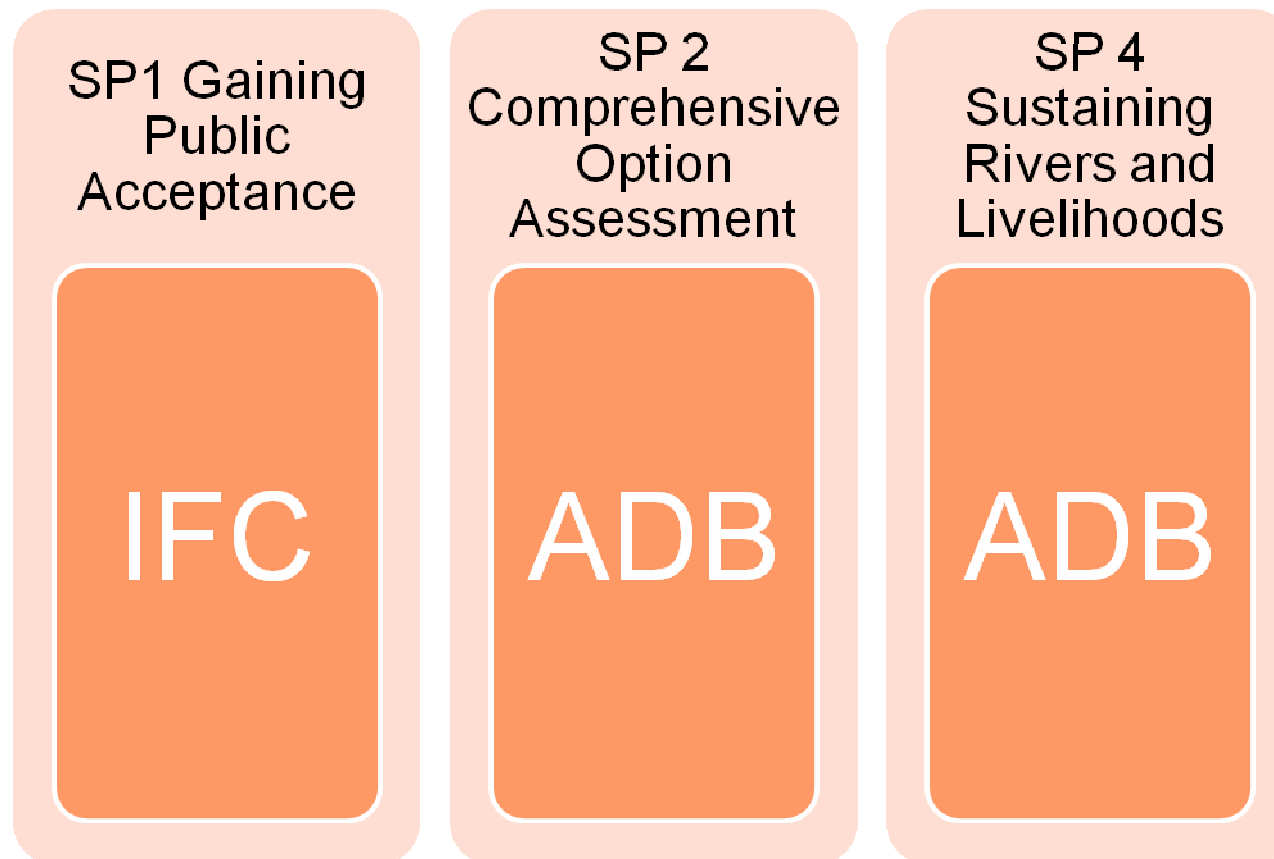 SP1 Gaining
Public
Acceptance
IFC
SP 2
Comprehensive
Option
Assessment
ADB
SP 4
Sustaining
Rivers and
Livelihoods
ADB